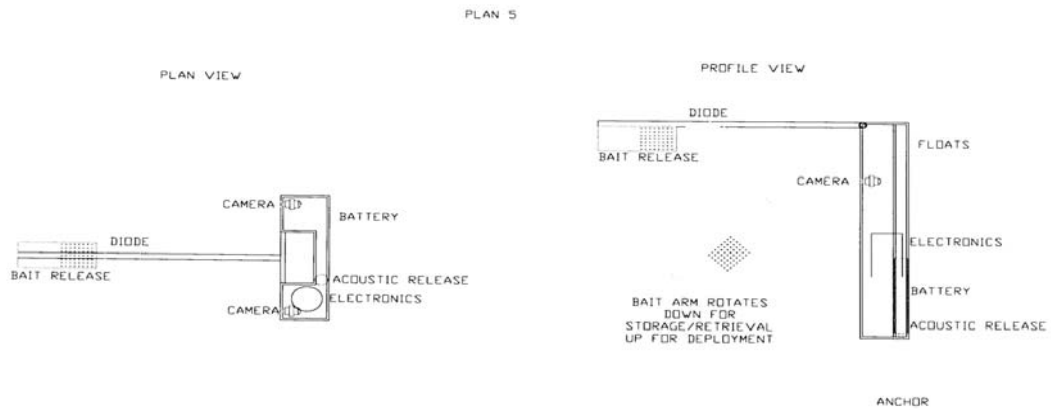 PLAN 5
PLAN VIEW
CAMERA
BATTERY
DIODE
BAIT RELEASE
ACOUSTIC RELEASE
ELECTRONICS
CAMERA
PROFILE VIEW
DIODE
BAIT RELEASE
FLOATS
CAMERA
ELECTRONICS
BATTERY
BAIT ARM ROTATES
DOWN FOR
STORAGE/RETRIEVAL
UP FOR DEPLOYMENT
ACOUSTIC RELEASE
ANCHOR